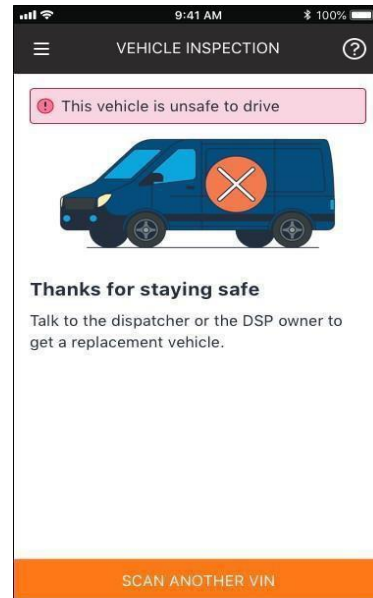 9:41 AM
100%
VEHICLE INSPECTION
This vehicle is unsafe to drive
Thanks for staying safe
Talk to the dispatcher or the DSP owner to
get a replacement vehicle.
SCAN ANOTHER VIN